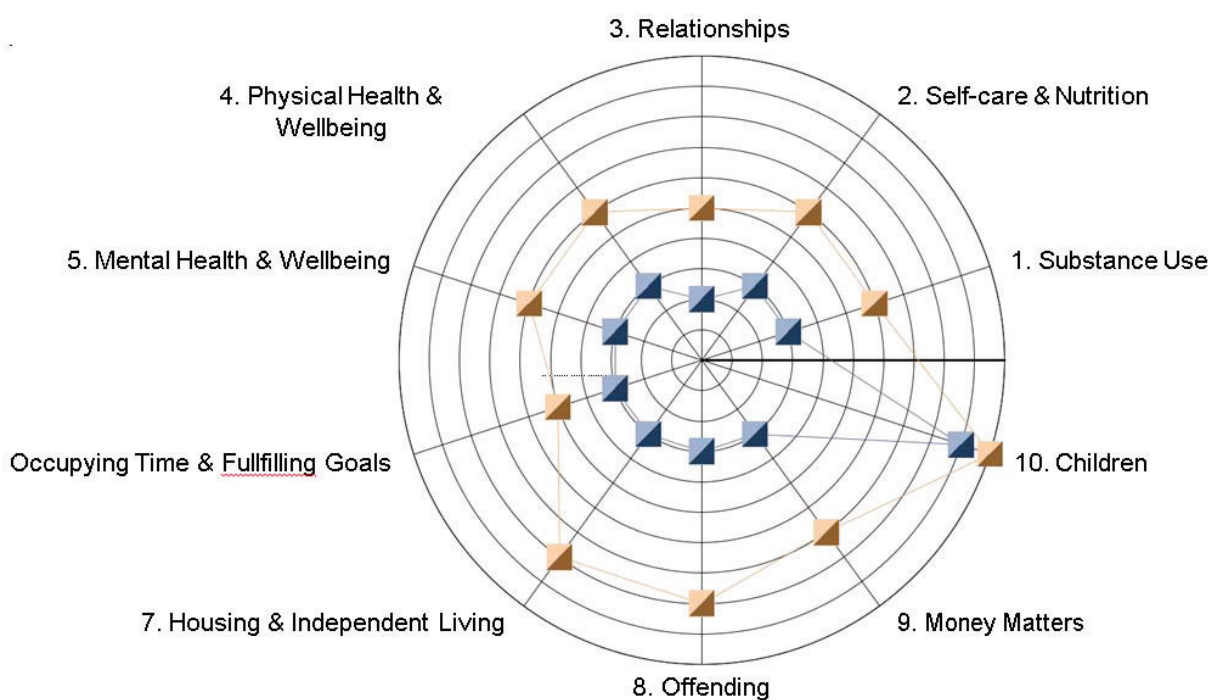 3. Relationships
4. Physical Health &
Wellbeing
2. Self-care & Nutrition
5. Mental Health & Wellbeing
1. Substance Use
Occupying Time & Fullfilling Goals
10. Children
7. Housing & Independent Living
9. Money Matters
8. Offending